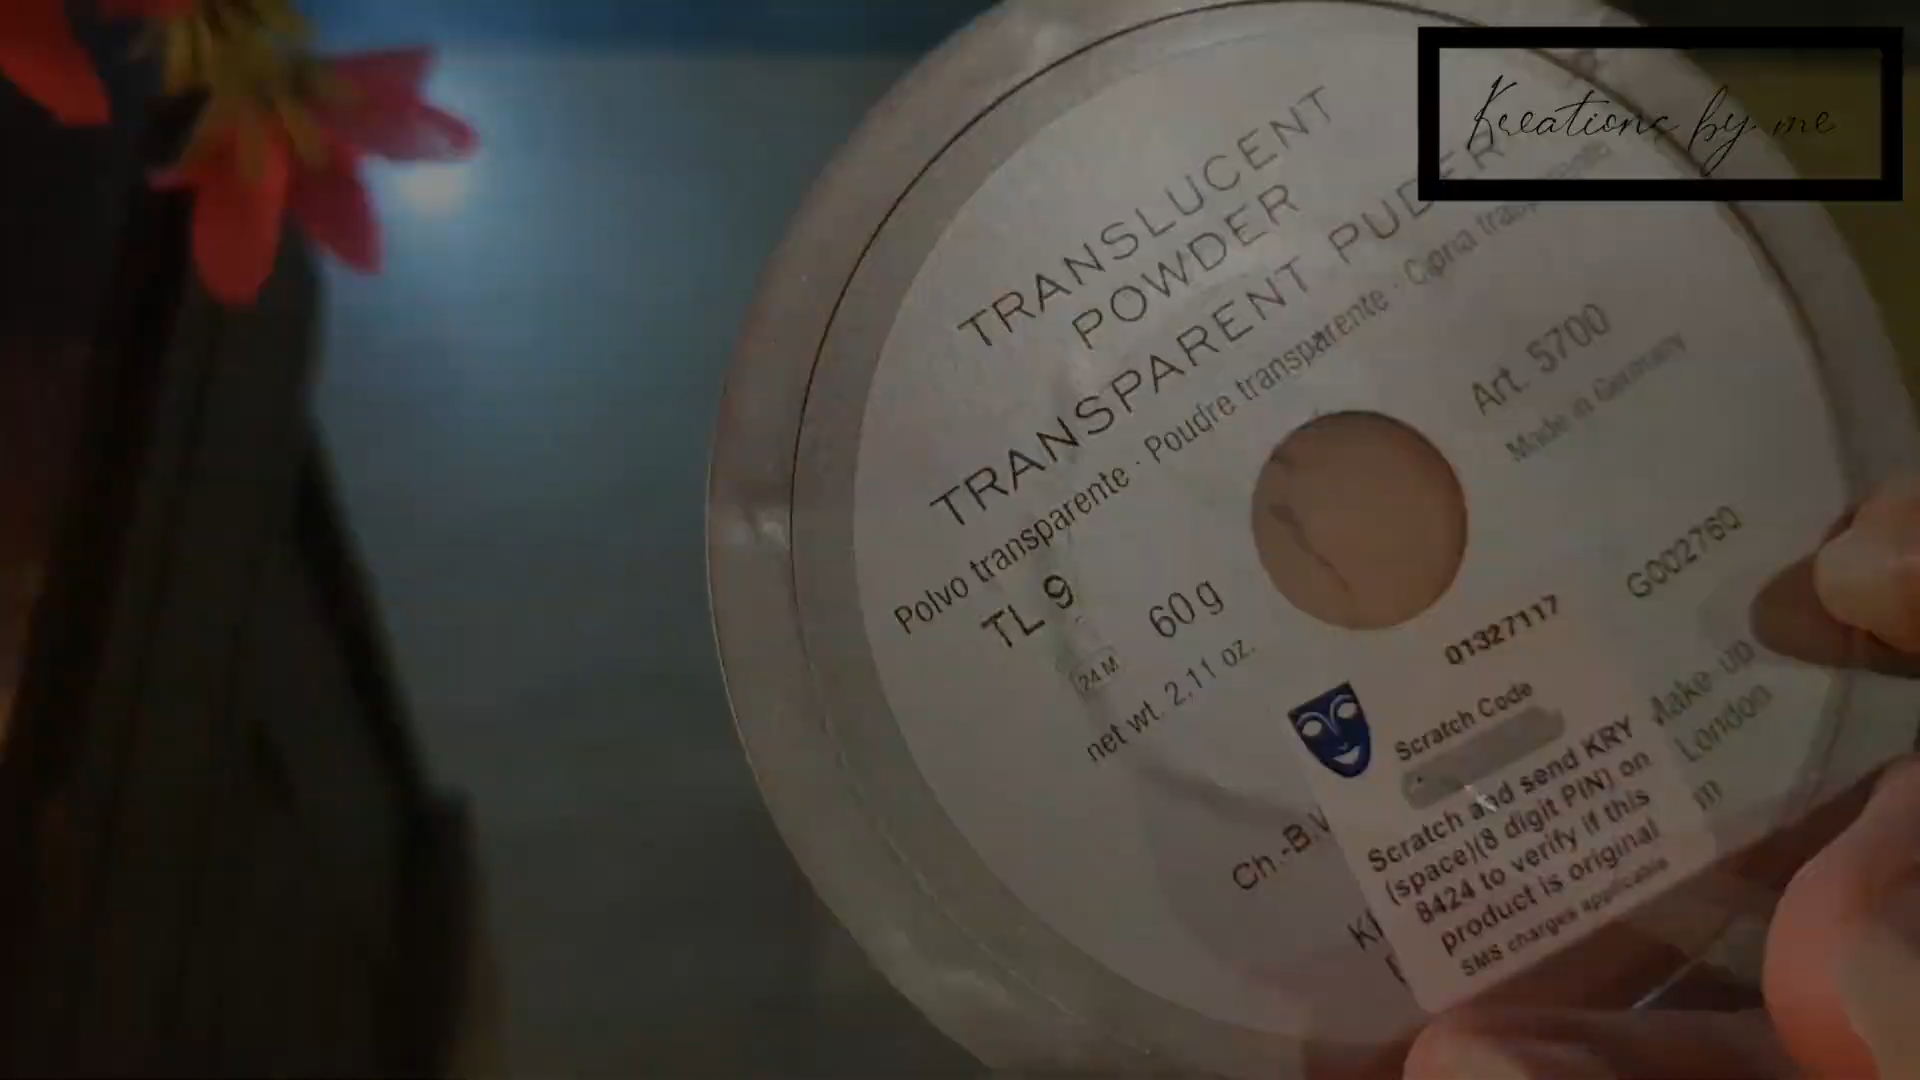 Kreations by me
TRANSLUCENT
POWDER
TRANSPARENT PUDER
Polvo transparente · Poudre transparente · Cipria trasparente
TL 9
60 g
24 M
net wt. 2.11 oz.
Art. 5700
Made in Germany
G002760
01327117
Make-up
London
m
Ch.-B.
Scratch Code
Scratch and send KRY
(space)(8 digit PIN) on
8424 to verify if this
product is original
SMS charges applicable